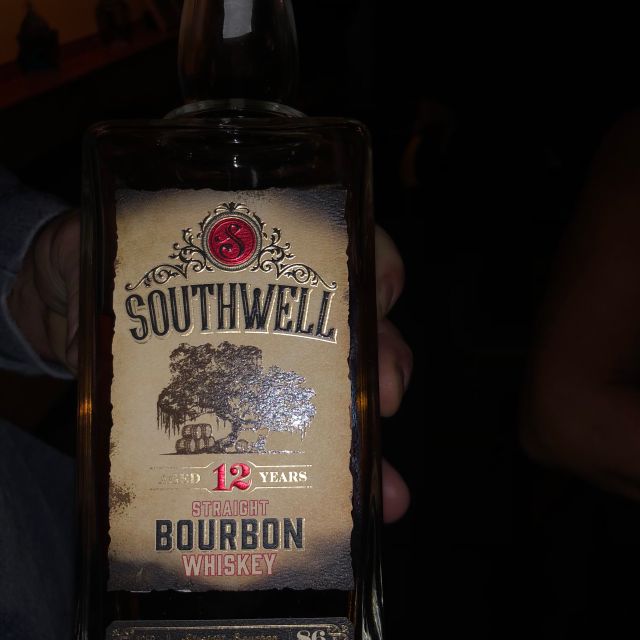 S
SOUTHWELL
AGED 12 YEARS
STRAIGHT
BOURBON
WHISKEY
86